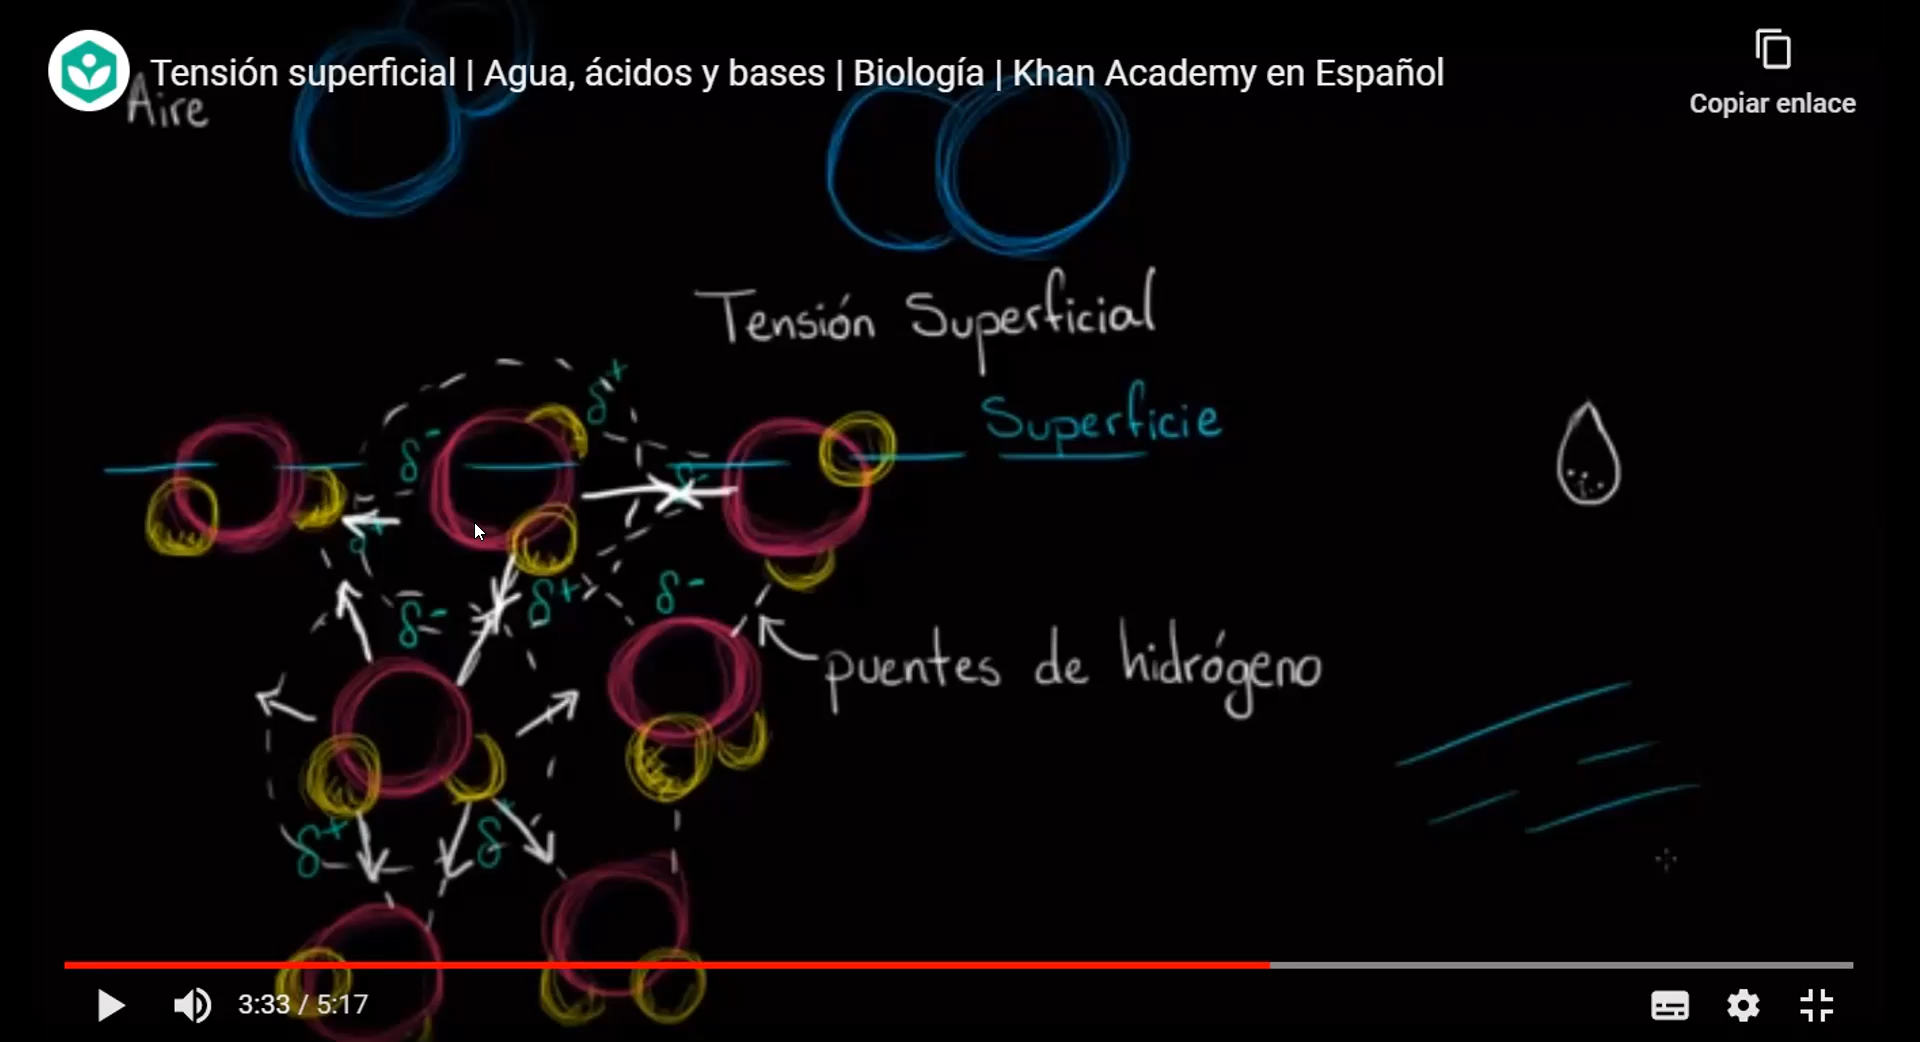 Tensión superficial | Agua, ácidos y bases | Biología | Khan Academy en Español
Copiar enlace
Aire
Tensión Superficial
Superficie
δ+
δ-
δ-
δ+
δ-
δ+
δ-
puentes de hidrógeno
δ+
δ+
3:33 / 5:17